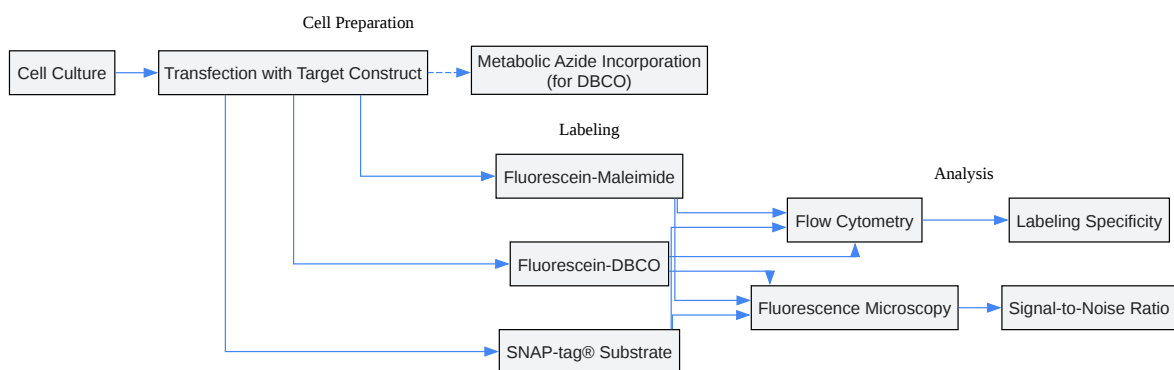 Cell Preparation
Cell Culture
Transfection with Target Construct
Metabolic Azide Incorporation
(for DBCO)
Labeling
Fluorescein-Maleimide
Analysis
Flow Cytometry
Labeling Specificity
Fluorescein-DBCO
Fluorescence Microscopy
Signal-to-Noise Ratio
SNAP-tag® Substrate